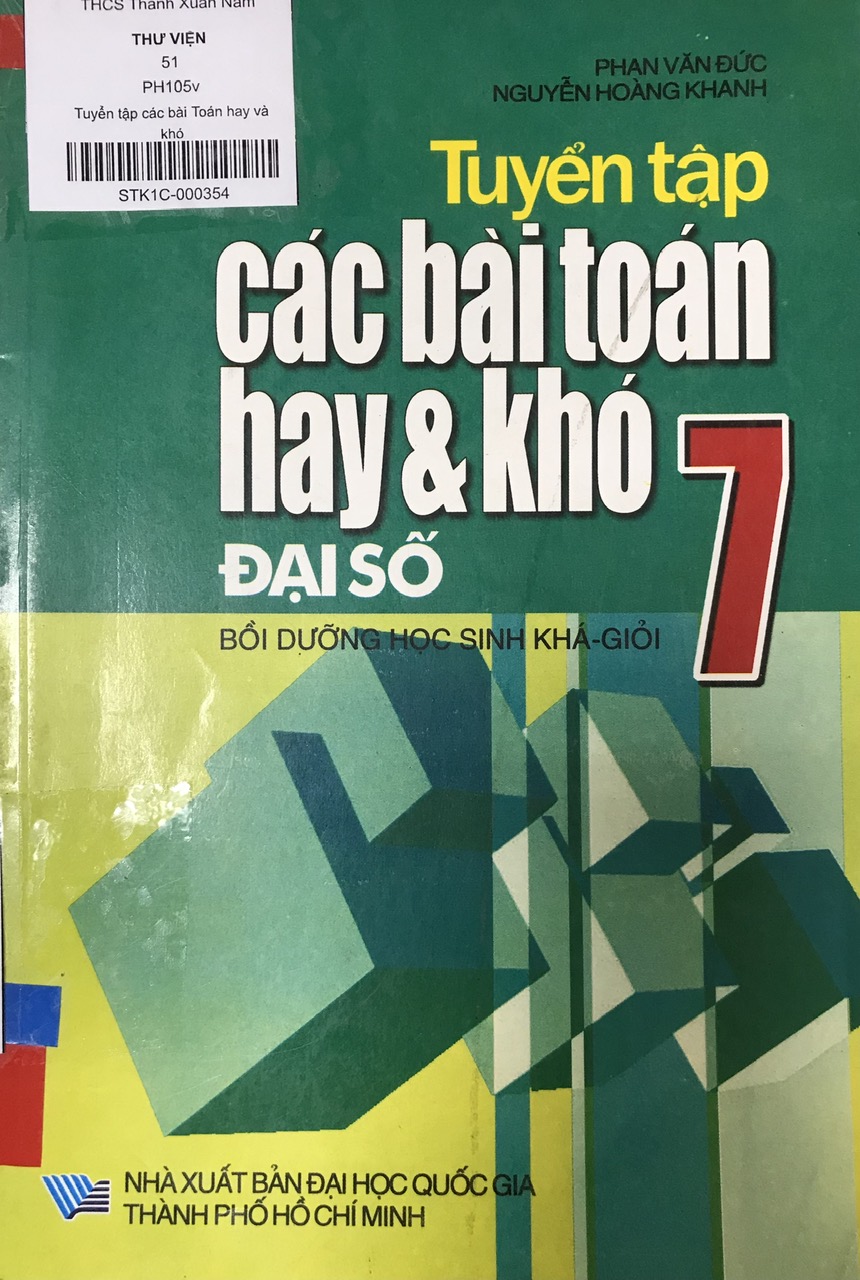 THCS Thanh Xuân Nam
THƯ VIỆN
51
PH105v
Tuyển tập các bài Toán hay và
khó
STK1C-000354
PHAN VĂN ĐỨC
NGUYỄN HOÀNG KHANH
Tuyển tập
các bài toán
hay & khó 7
ĐẠI SỐ
BỒI DƯỠNG HỌC SINH KHÁ-GIỎI
NHÀ XUẤT BẢN ĐẠI HỌC QUỐC GIA
THÀNH PHỐ HỒ CHÍ MINH